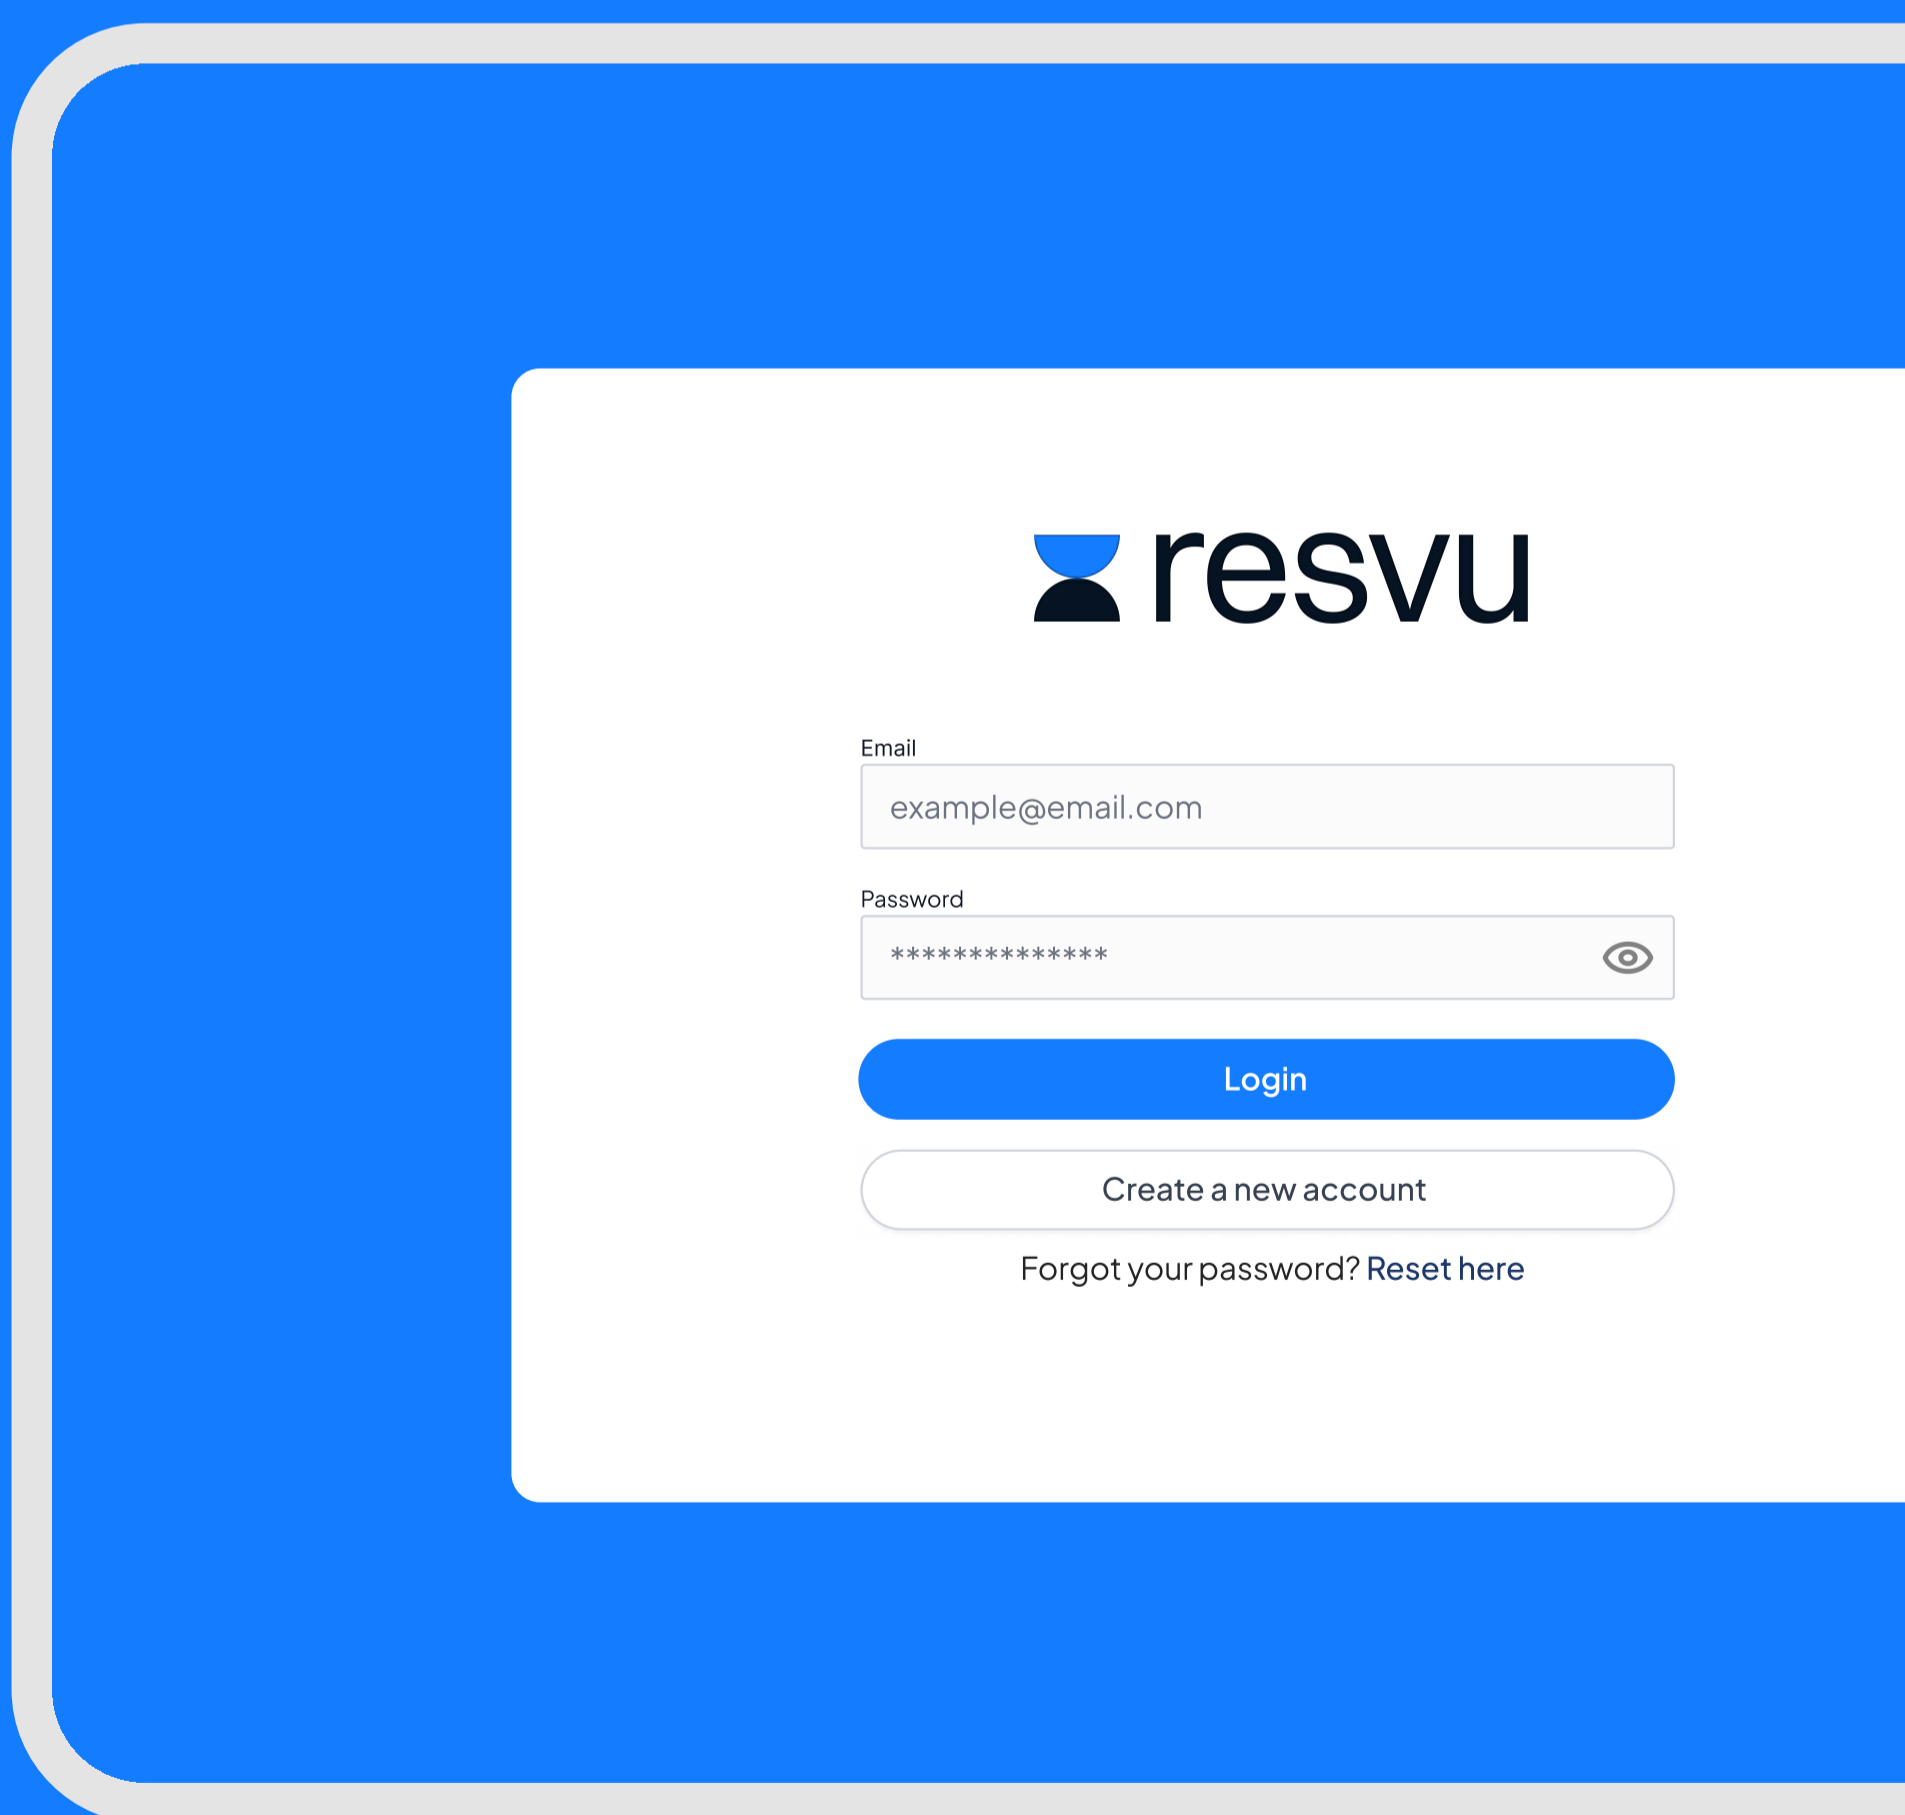 resvu
Email
example@email.com
Password
**************
Login
Create a new account
Forgot your password? Reset here